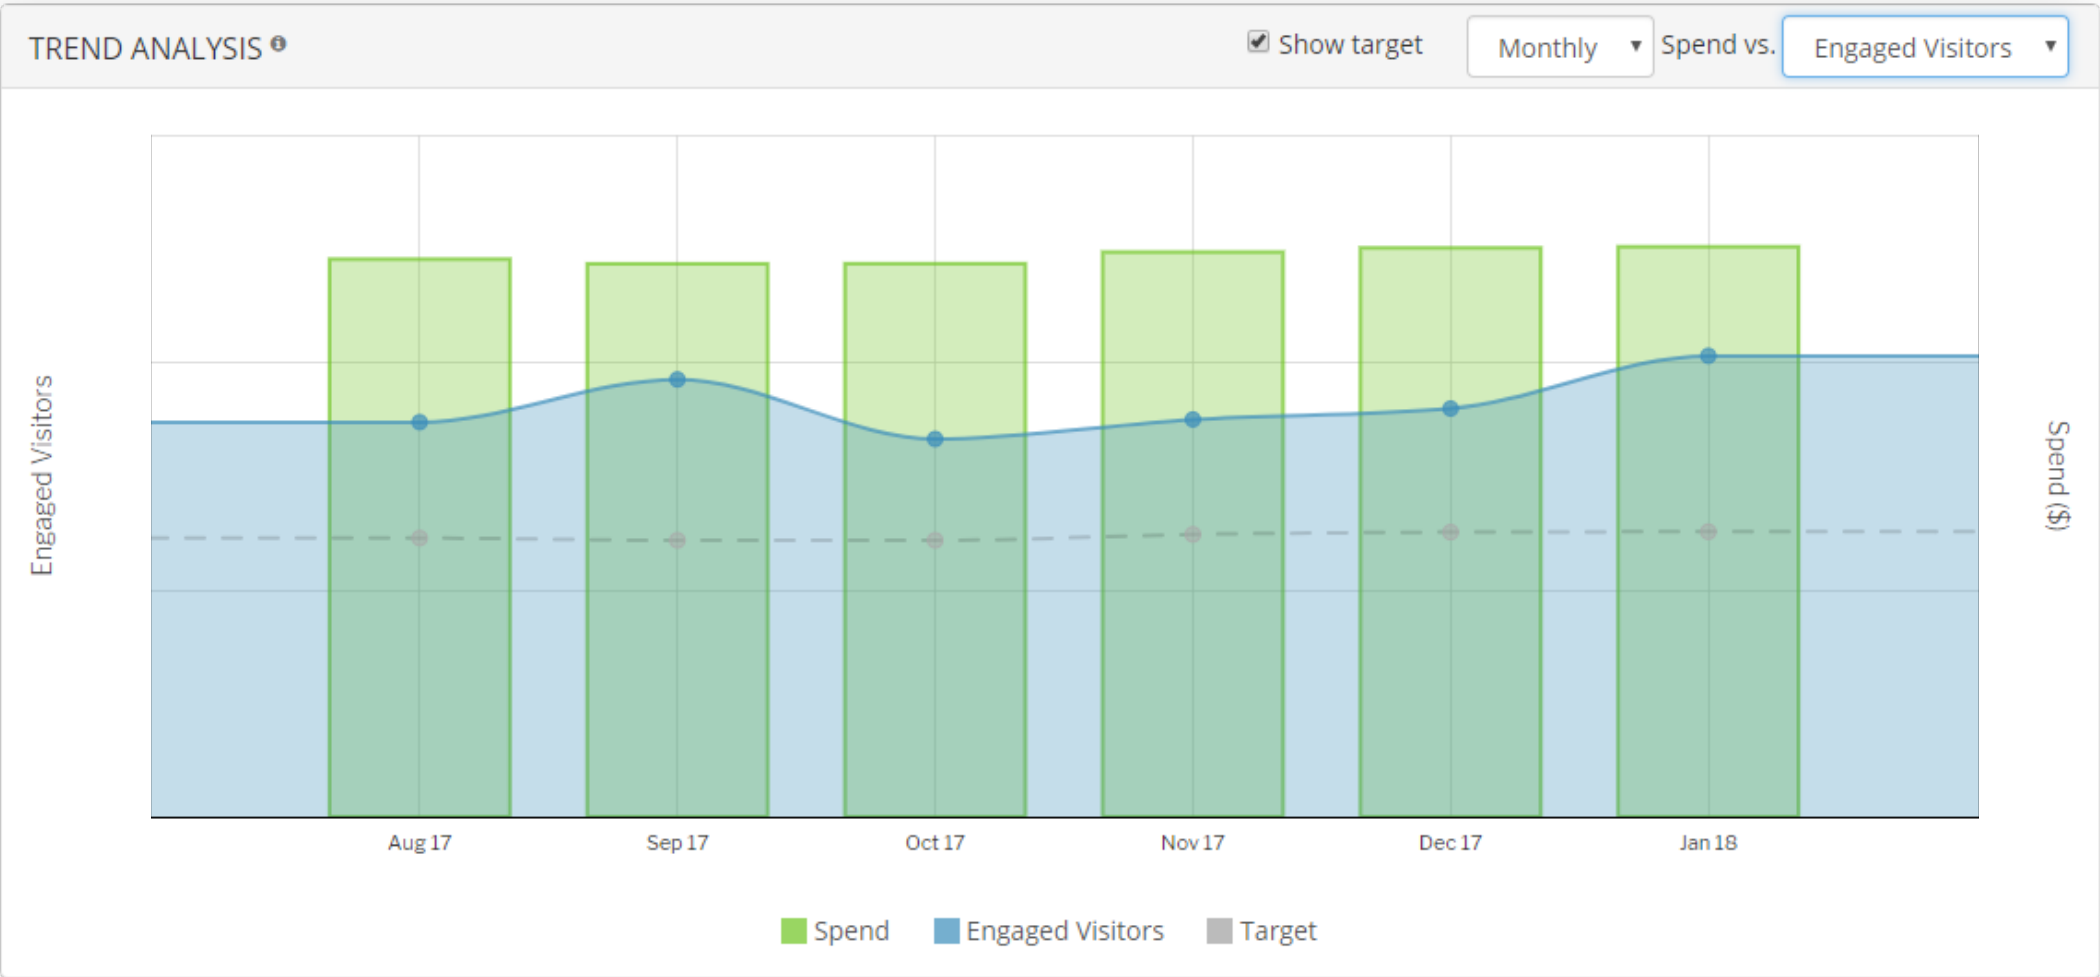 TREND ANALYSIS
Show target
Monthly
Spend vs.
Engaged Visitors
Engaged Visitors
Spend ($)
Aug 17
Sep 17
Oct 17
Nov 17
Dec 17
Jan 18
Spend
Engaged Visitors
Target